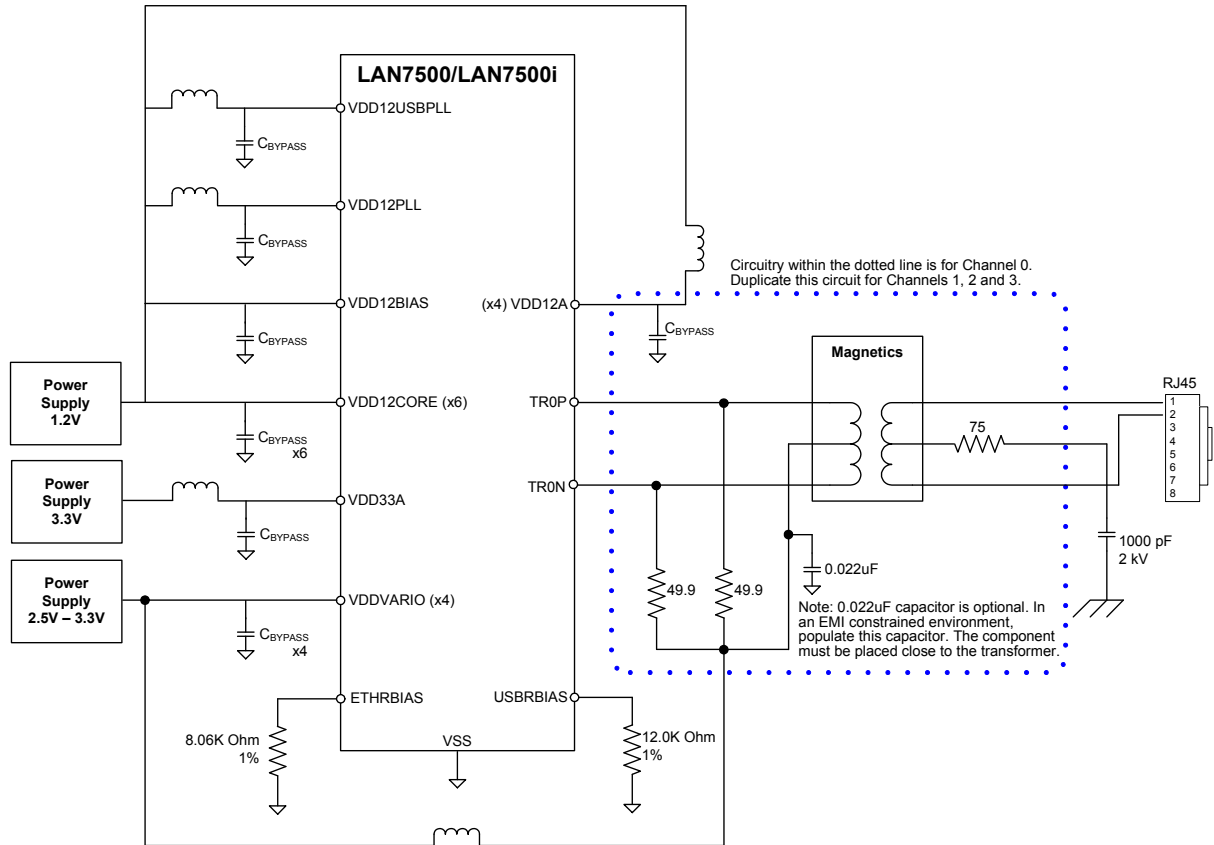 LAN7500/LAN7500i
VDD12USBPLL
CBYPASS
VDD12PLL
CBYPASS
Circuitry within the dotted line is for Channel 0.
Duplicate this circuit for Channels 1, 2 and 3.
VDD12BIAS
(x4) VDD12A
CBYPASS
CBYPASS
Magnetics
Power
Supply
1.2V
VDD12CORE (x6)
TR0P
RJ45
1
2
3
4
5
6
7
8
75
CBYPASS
x6
Power
Supply
3.3V
VDD33A
TR0N
CBYPASS
1000 pF
2 kV
0.022uF
Power
Supply
2.5V – 3.3V
VDDVARIO (x4)
49.9
49.9
Note: 0.022uF capacitor is optional. In
an EMI constrained environment,
populate this capacitor. The component
must be placed close to the transformer.
CBYPASS
x4
ETHRBIAS
USBRBIAS
8.06K Ohm
1%
VSS
12.0K Ohm
1%